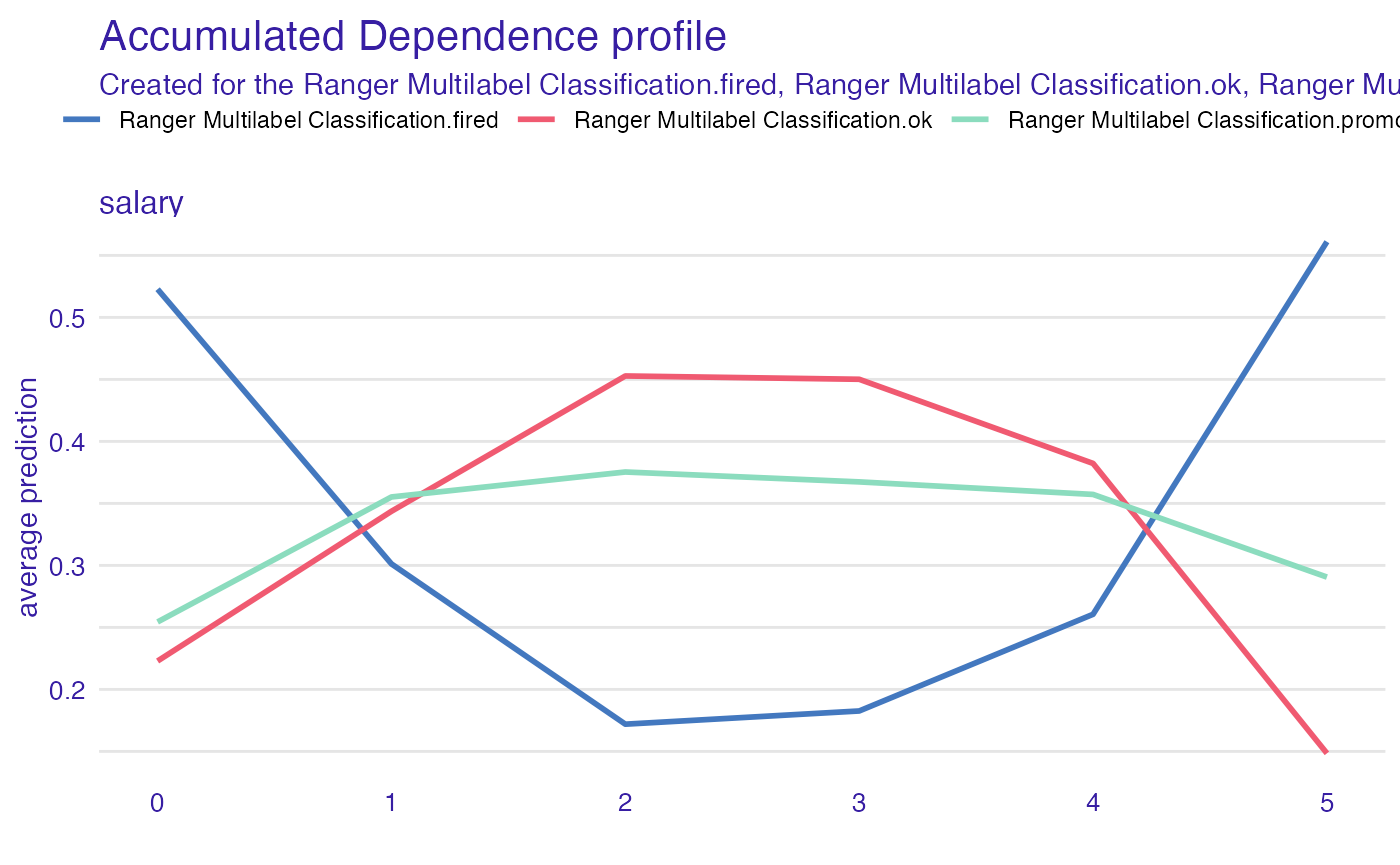 Accumulated Dependence profile
Created for the Ranger Multilabel Classification.fired, Ranger Multilabel Classification.ok, Ranger Mu
Ranger Multilabel Classification.fired Ranger Multilabel Classification.ok Ranger Multilabel Classification.promo
salary
average prediction
0.5
0.4
0.3
0.2
0 1 2 3 4 5